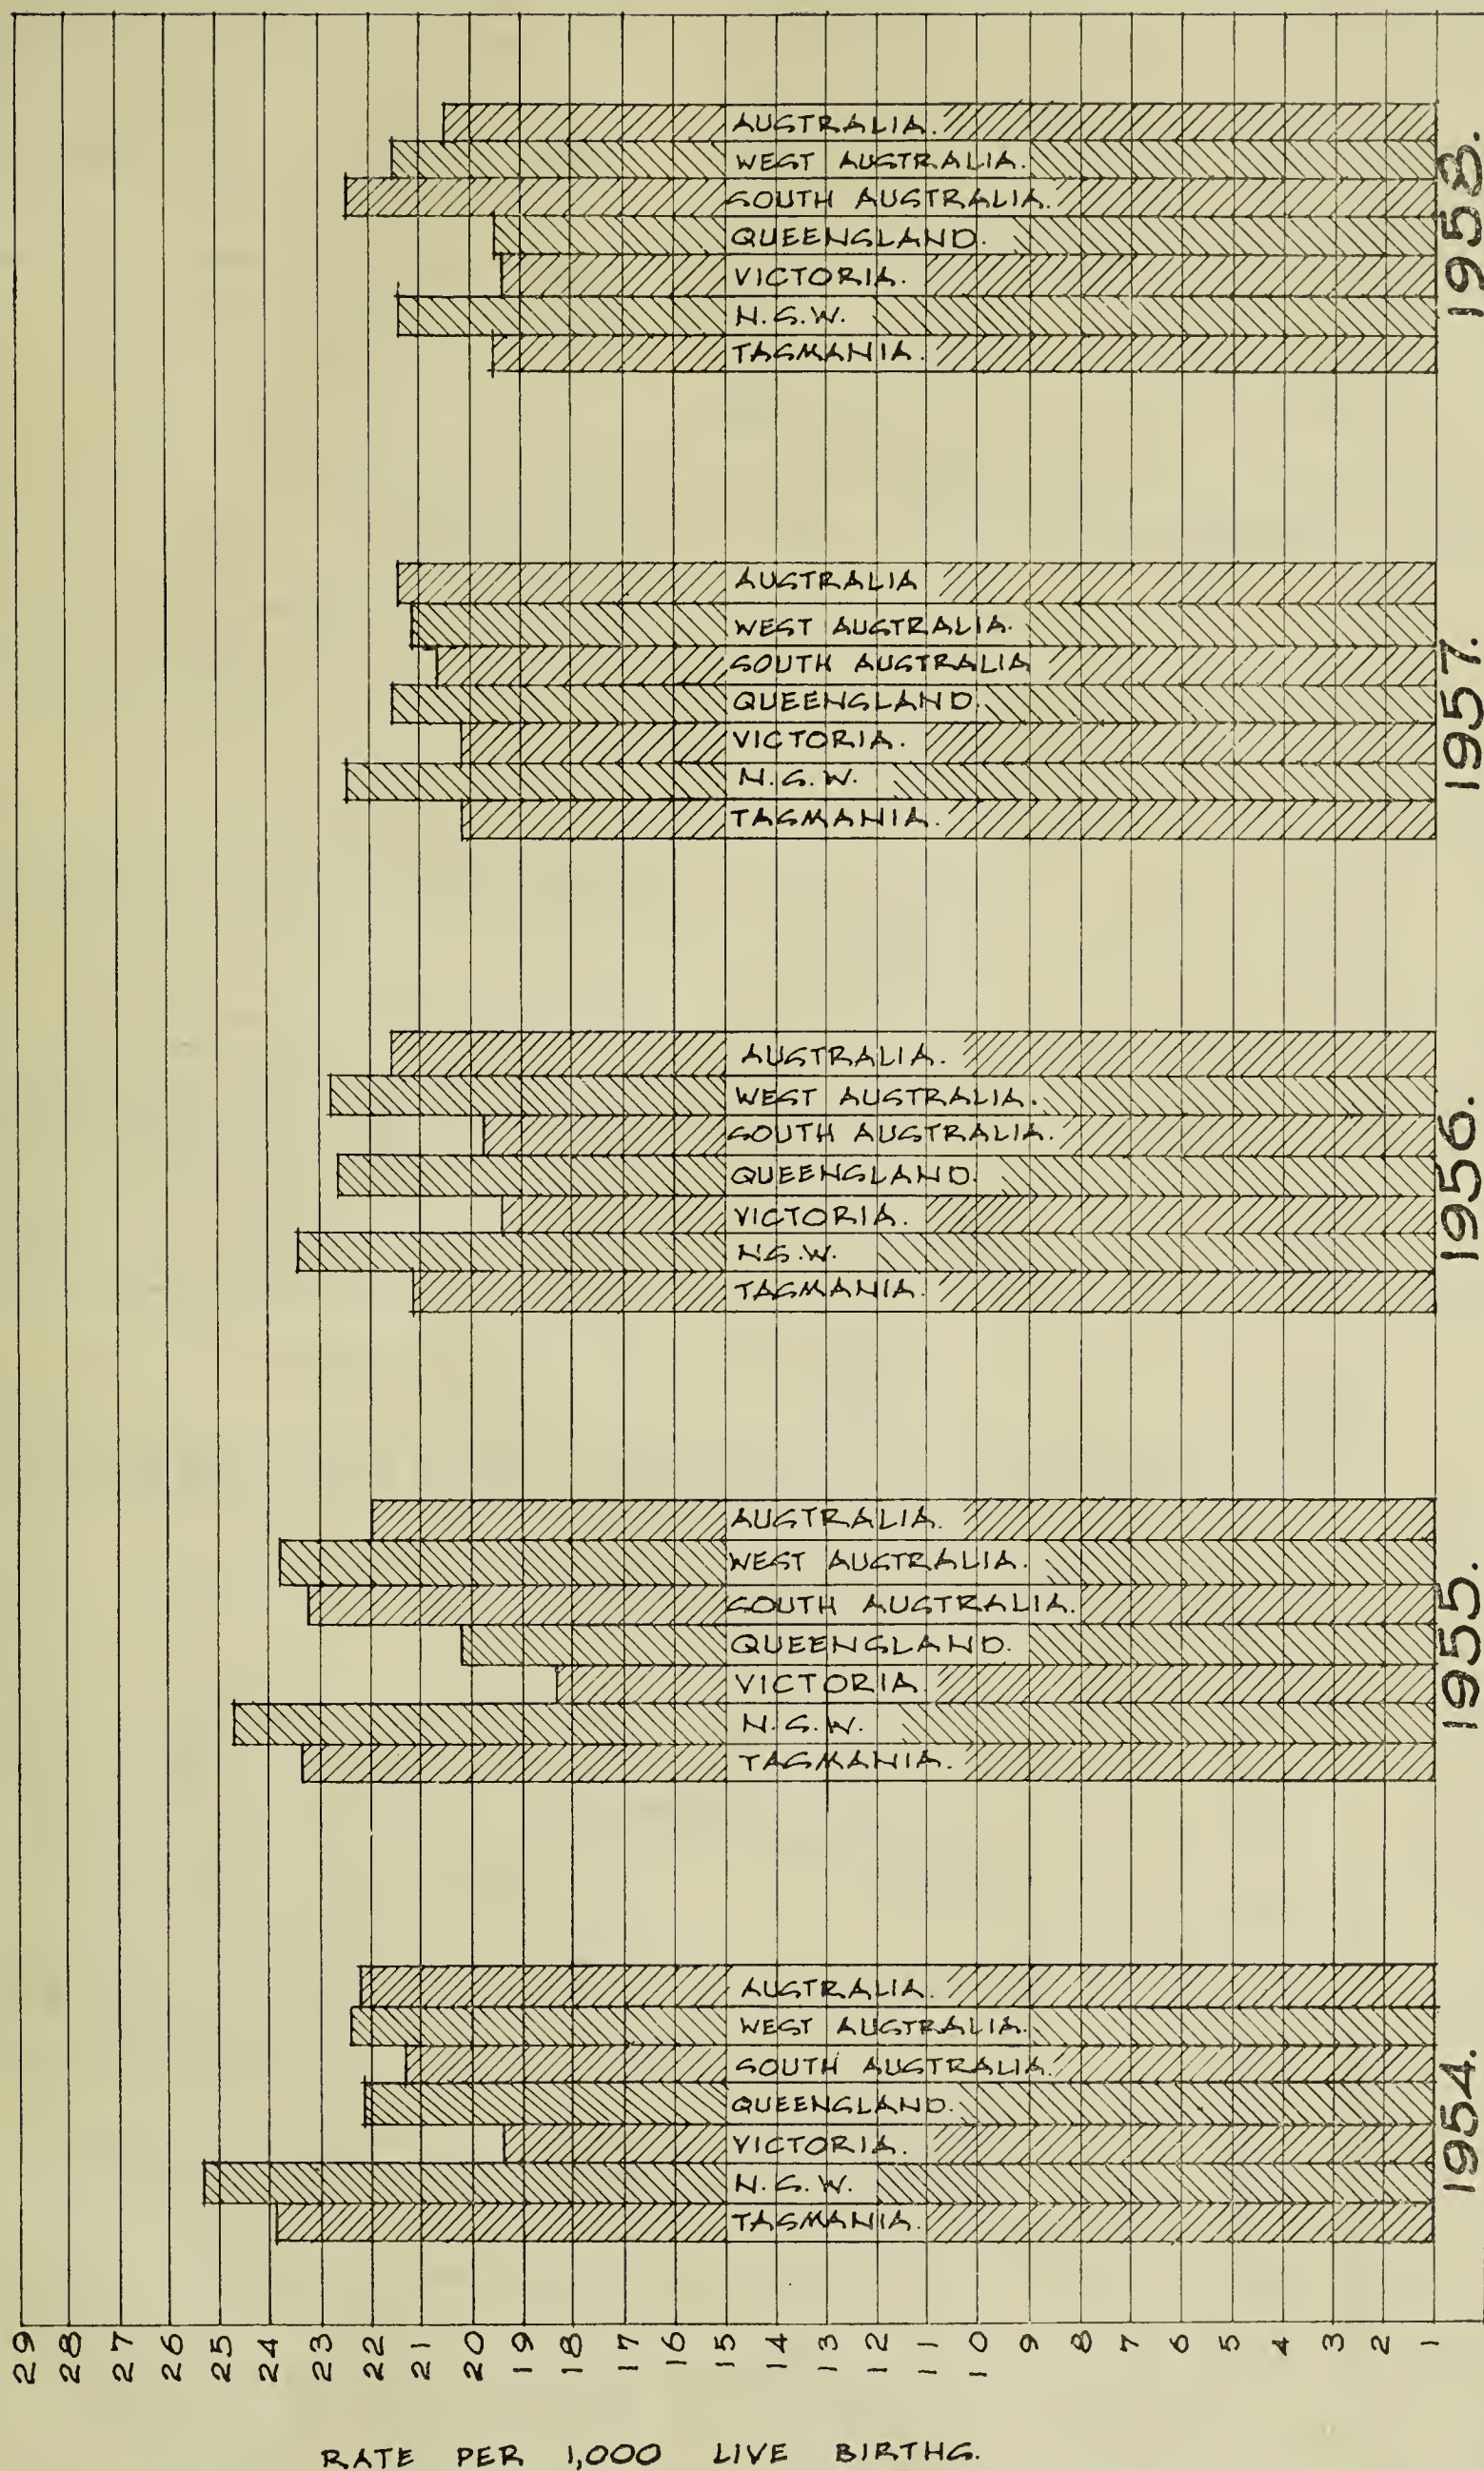 AUSTRALIA.
WEST AUSTRALIA.
SOUTH AUSTRALIA.
QUEENSLAND.
VICTORIA.
N.S.W.
TASMANIA.
1958.
AUSTRALIA
WEST AUSTRALIA.
SOUTH AUSTRALIA
QUEENSLAND.
VICTORIA.
N.S.W.
TASMANIA.
1957.
AUSTRALIA.
WEST AUSTRALIA.
SOUTH AUSTRALIA.
QUEENSLAND.
VICTORIA.
NS.W.
TASMANIA.
1956.
AUSTRALIA.
WEST AUSTRALIA.
SOUTH AUSTRALIA.
QUEENSLAND.
VICTORIA.
N.S.W.
TASMANIA.
1955.
AUSTRALIA.
WEST AUSTRALIA.
SOUTH AUSTRALIA.
QUEENSLAND.
VICTORIA.
N.S.W.
TASMANIA.
1954.
29
28
27
26
25
24
23
22
21
20
19
18
17
16
15
14
13
12
11
10
9
8
7
6
5
4
3
2
1
RATE PER 1,000 LIVE BIRTHS.